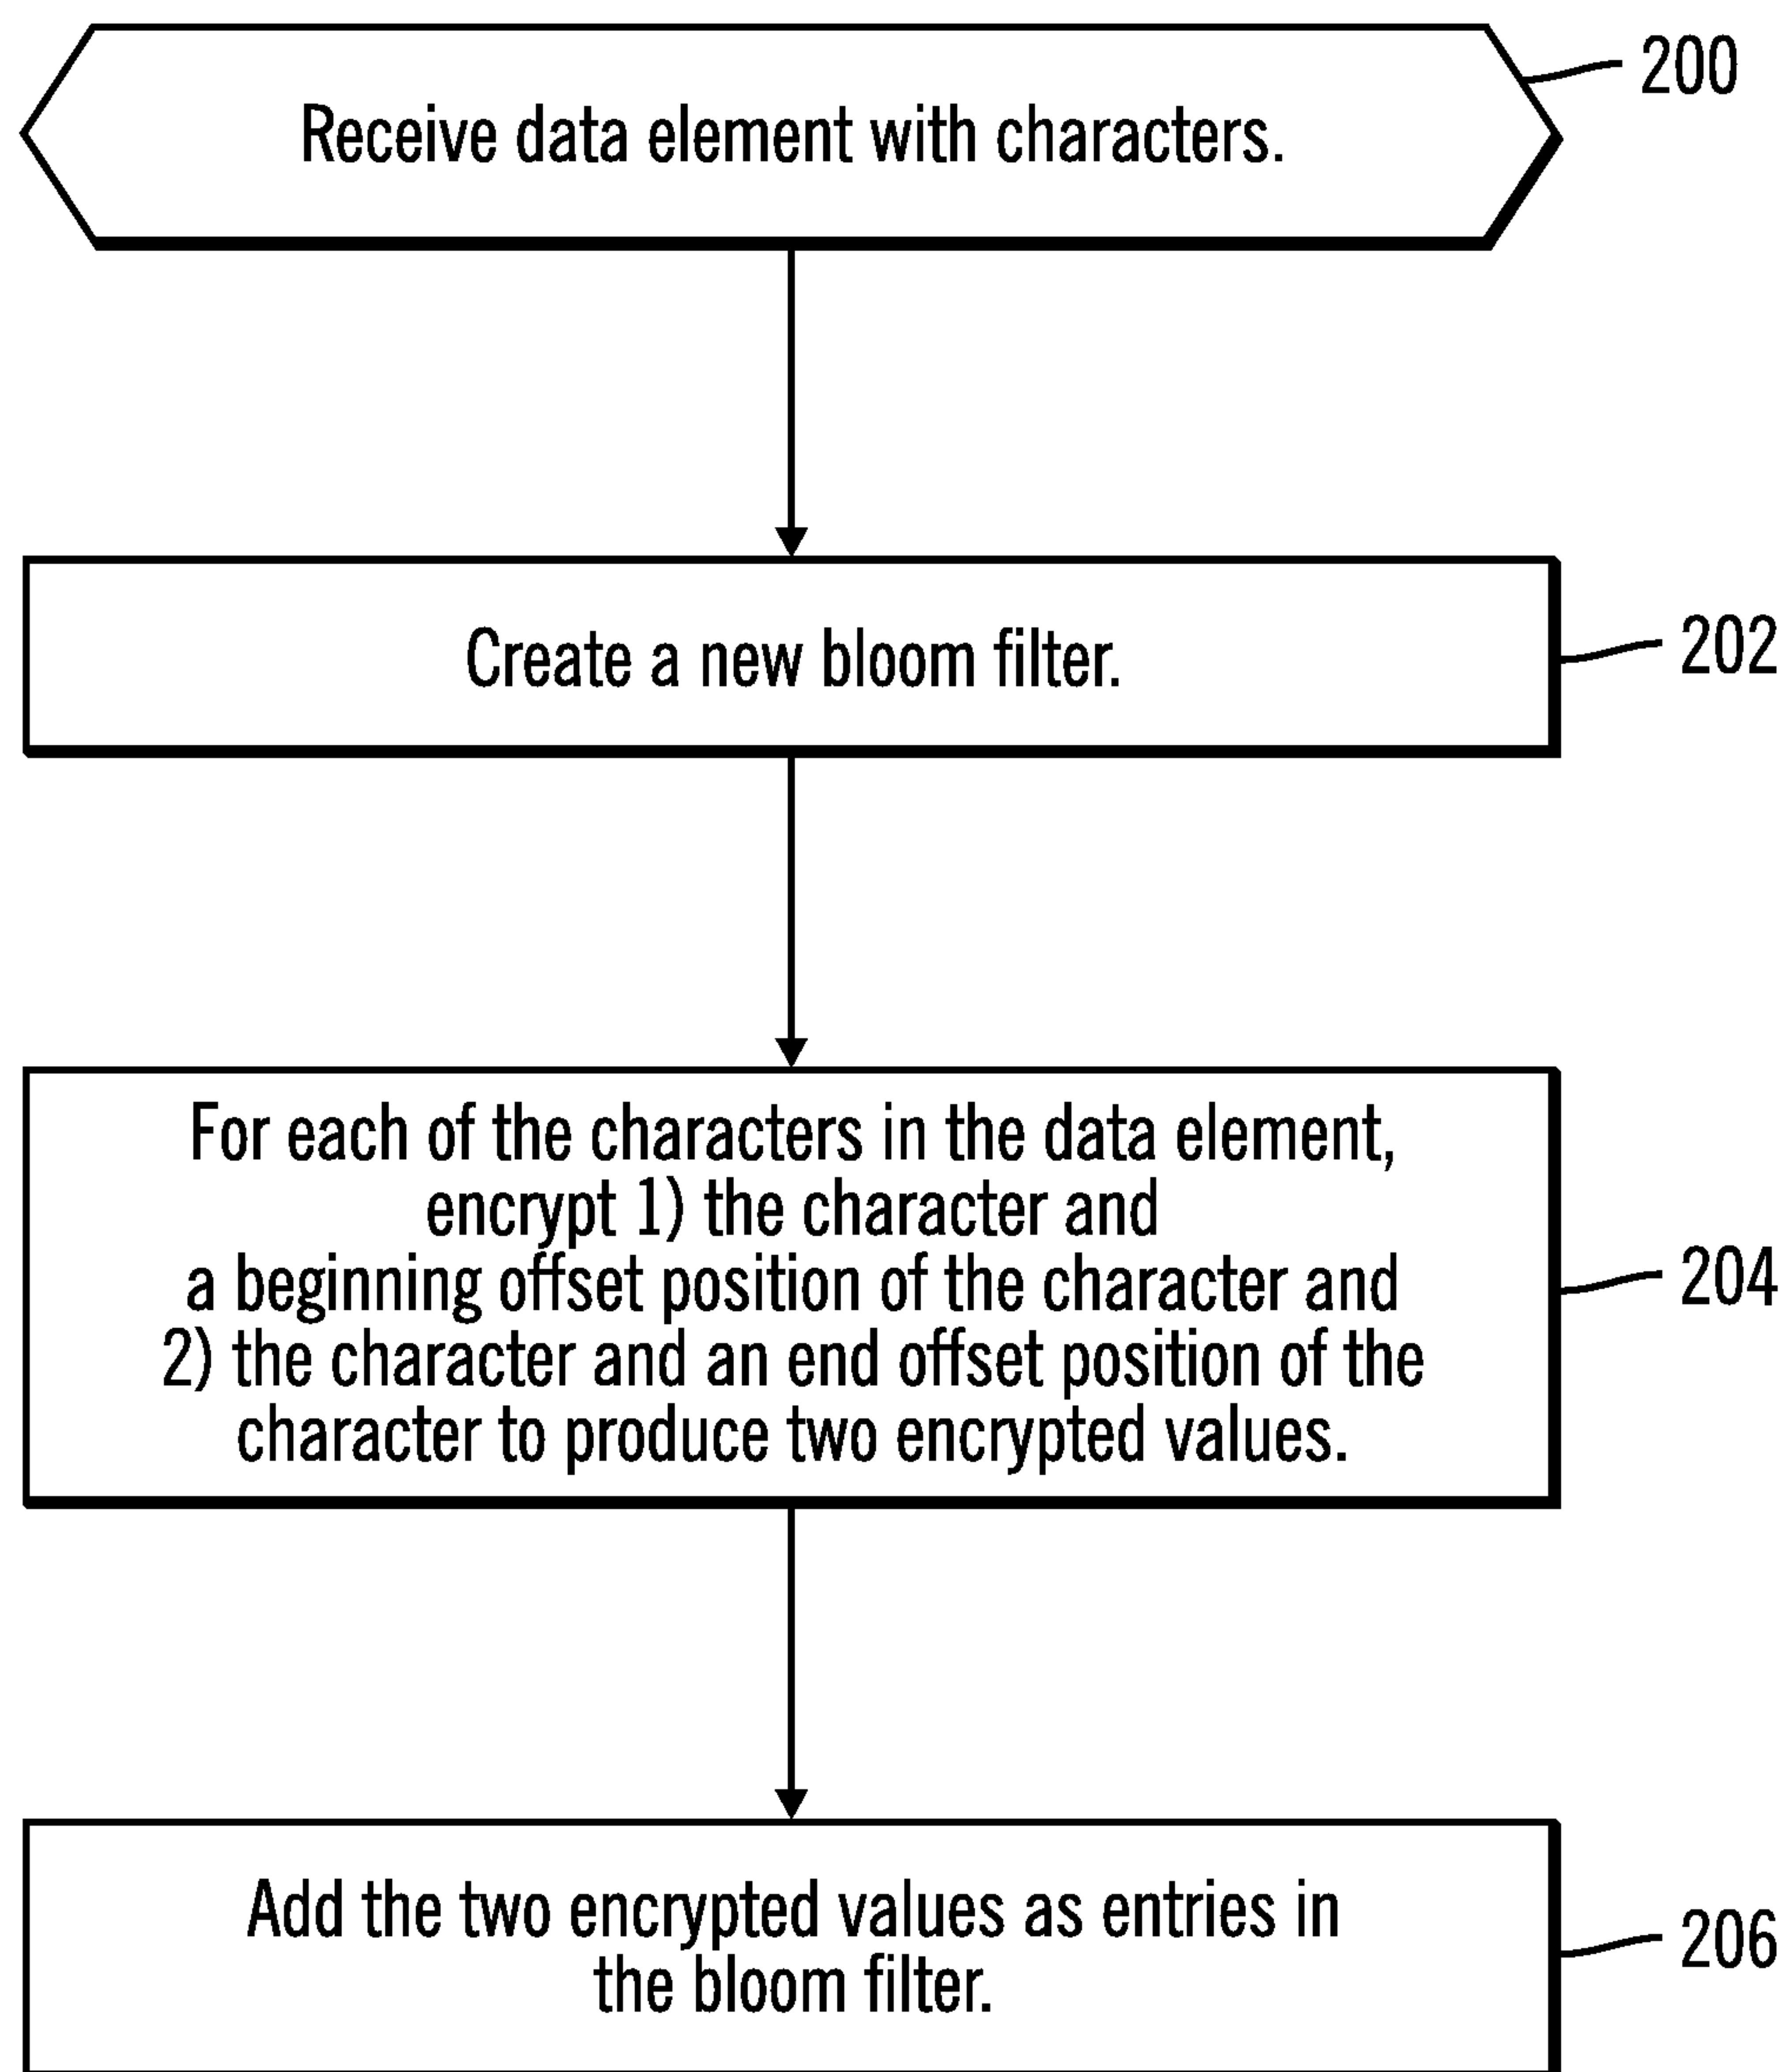 Receive data element with characters.
200
Create a new bloom filter.
202
For each of the characters in the data element,
encrypt 1) the character and
a beginning offset position of the character and
2) the character and an end offset position of the
character to produce two encrypted values.
204
Add the two encrypted values as entries in
the bloom filter.
206